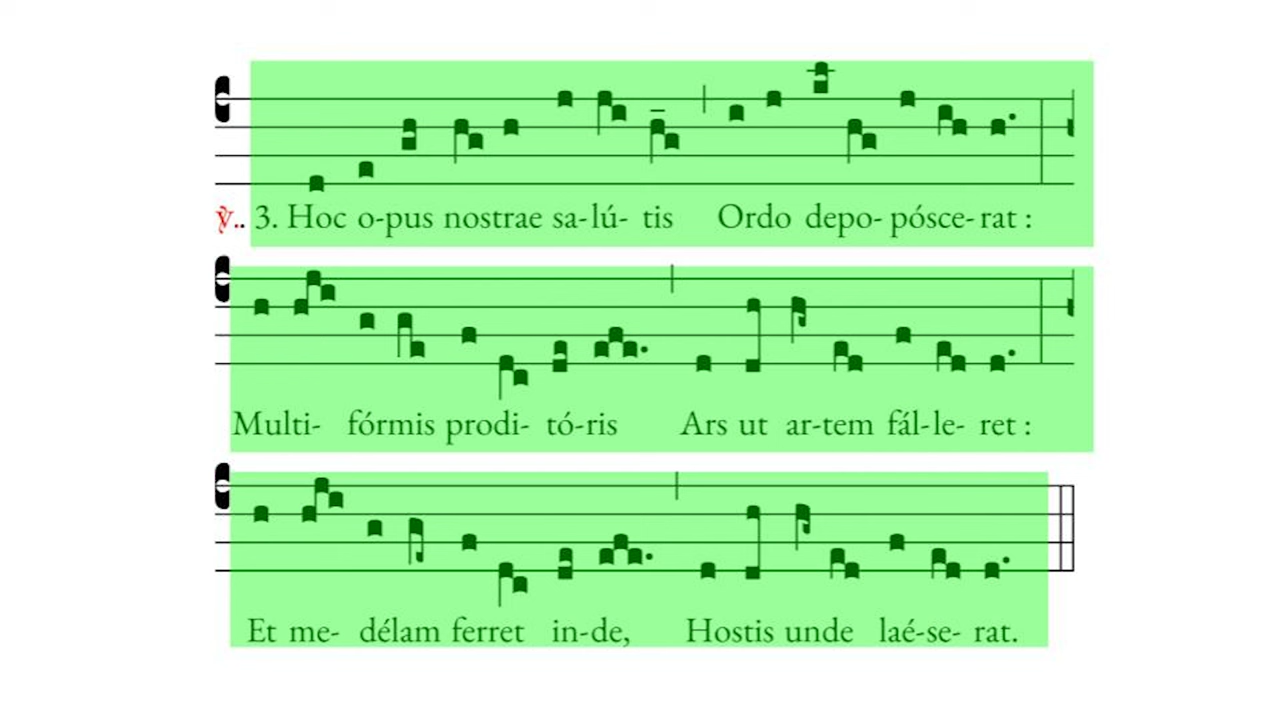 ℣. 3. Hoc o-pus nostrae sa-lú- tis Ordo depo- pósce-rat :
Multi- fórmis prodi- tó-ris Ars ut ar-tem fál-le- ret :
Et me- délam ferret in-de, Hostis unde laé-se- rat.